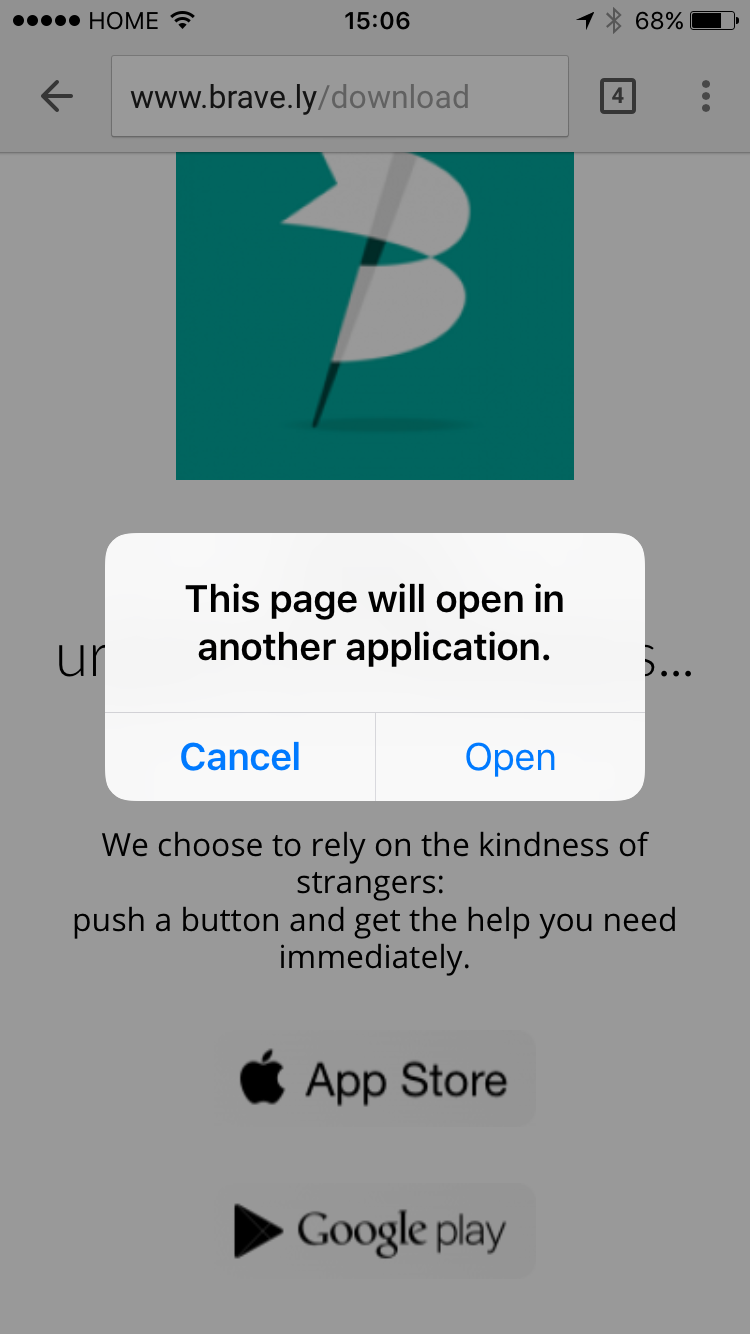 HOME 15:06 68%
www.brave.ly/download
4
This page will open in
another application.
Cancel Open
We choose to rely on the kindness of
strangers:
push a button and get the help you need
immediately.
App Store
Google play